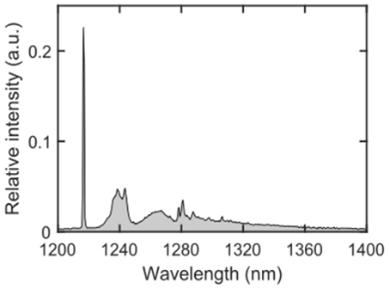 Relative intensity (a.u.)
0.2
0.1
0
1200 1240 1280 1320 1360 1400
Wavelength (nm)